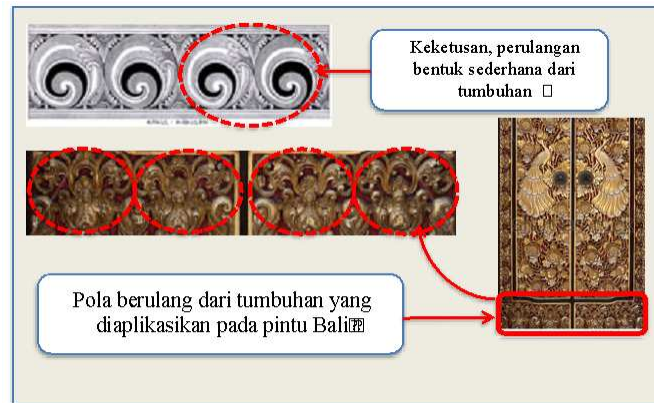 Keketusan, perulangan
bentuk sederhana dari
tumbuhan
Pola berulang dari tumbuhan yang
diaplikasikan pada pintu Bali